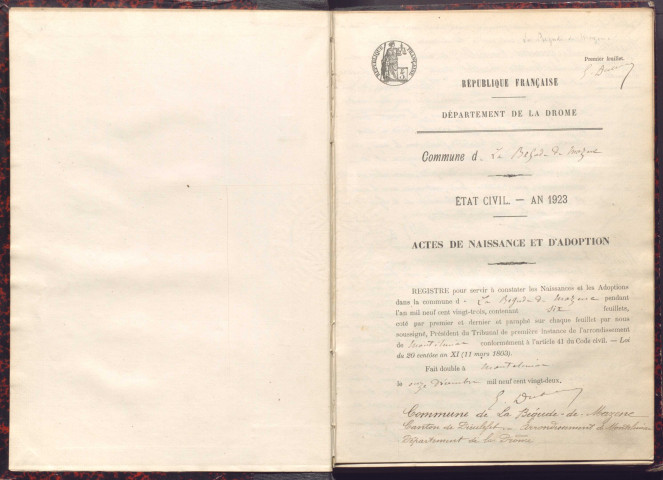 La Bégude de Mazenc
Premier feuillet.
RÉPUBLIQUE FRANÇAISE
RÉPUBLIQUE FRANÇAISE
DÉPARTEMENT DE LA DROME
Commune d e La Bégude de Mazenc
ÉTAT CIVIL. — AN 1923
ACTES DE NAISSANCE ET D'ADOPTION
REGISTRE pour servir à constater les Naissances et les Adoptions
dans la commune d e La Bégude de Mazenc pendant
l'an mil neuf cent vingt-trois, contenant dix feuillets,
coté par premier et dernier et paraphé sur chaque feuillet par nous
soussigné, Président du Tribunal de première instance de l'arrondissement
de Montélimar conformément à l'article 41 du Code civil. — Loi
du 20 ventôse an XI (11 mars 1803).
Fait double à Montélimar
le onze Décembre mil neuf cent vingt-deux.
Commune de La Bégude-de-Mazenc
Canton de Dieulefit — Arrondissement de Montélimar
Département de la Drôme